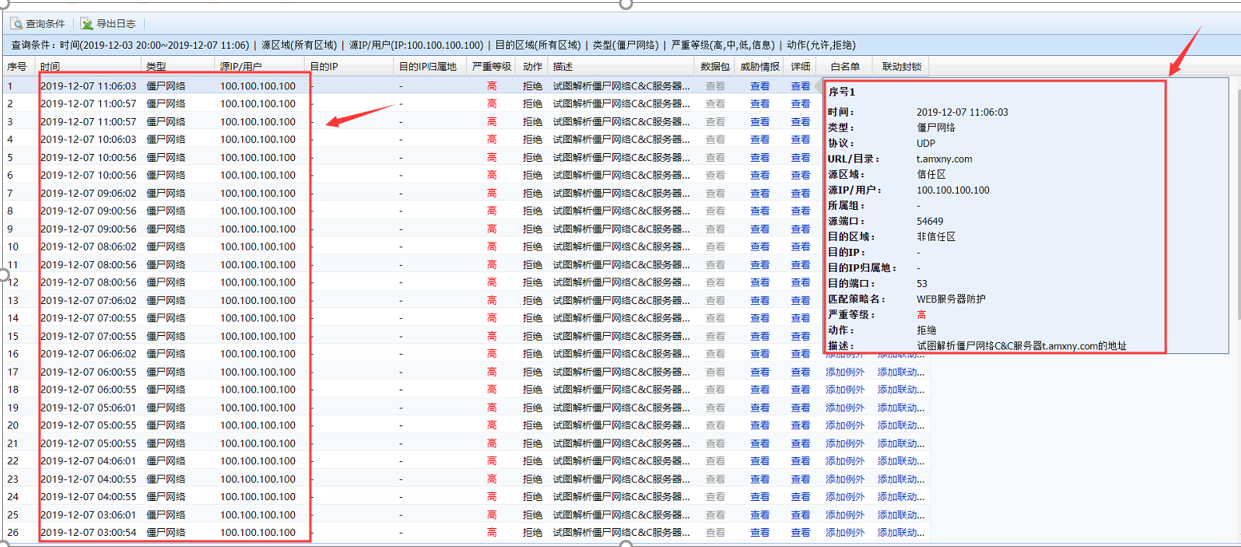 查询条件 导出日志
查询条件：时间(2019-12-03 20:00~2019-12-07 11:06) | 源区域(所有区域) | 源IP/用户(IP:100.100.100.100) | 目的区域(所有区域) | 类型(僵尸网络) | 严重等级(高,中,低,信息) | 动作(允许,拒绝)
序号 时间 类型 源IP/用户 目的IP 目的IP归属地 严重等级 动作 描述 数据包 威胁情报 详细 白名单 联动封锁
1 2019-12-07 11:06:03 僵尸网络 100.100.100.100 - - 高 拒绝 试图解析僵尸网络C&C服务器... 查看 查看 查看
2 2019-12-07 11:00:57 僵尸网络 100.100.100.100 - - 高 拒绝 试图解析僵尸网络C&C服务器... 查看 查看 查看
3 2019-12-07 11:00:57 僵尸网络 100.100.100.100 - - 高 拒绝 试图解析僵尸网络C&C服务器... 查看 查看 查看
4 2019-12-07 10:06:03 僵尸网络 100.100.100.100 - - 高 拒绝 试图解析僵尸网络C&C服务器... 查看 查看 查看
5 2019-12-07 10:00:56 僵尸网络 100.100.100.100 - - 高 拒绝 试图解析僵尸网络C&C服务器... 查看 查看 查看
6 2019-12-07 10:00:56 僵尸网络 100.100.100.100 - - 高 拒绝 试图解析僵尸网络C&C服务器... 查看 查看 查看
7 2019-12-07 09:06:02 僵尸网络 100.100.100.100 - - 高 拒绝 试图解析僵尸网络C&C服务器... 查看 查看 查看
8 2019-12-07 09:00:56 僵尸网络 100.100.100.100 - - 高 拒绝 试图解析僵尸网络C&C服务器... 查看 查看 查看
9 2019-12-07 09:00:56 僵尸网络 100.100.100.100 - - 高 拒绝 试图解析僵尸网络C&C服务器... 查看 查看 查看
10 2019-12-07 08:06:02 僵尸网络 100.100.100.100 - - 高 拒绝 试图解析僵尸网络C&C服务器... 查看 查看 查看
11 2019-12-07 08:00:56 僵尸网络 100.100.100.100 - - 高 拒绝 试图解析僵尸网络C&C服务器... 查看 查看 查看
12 2019-12-07 08:00:56 僵尸网络 100.100.100.100 - - 高 拒绝 试图解析僵尸网络C&C服务器... 查看 查看 查看
13 2019-12-07 07:06:02 僵尸网络 100.100.100.100 - - 高 拒绝 试图解析僵尸网络C&C服务器... 查看 查看 查看
14 2019-12-07 07:00:55 僵尸网络 100.100.100.100 - - 高 拒绝 试图解析僵尸网络C&C服务器... 查看 查看 查看
15 2019-12-07 07:00:55 僵尸网络 100.100.100.100 - - 高 拒绝 试图解析僵尸网络C&C服务器... 查看 查看 查看
16 2019-12-07 06:06:02 僵尸网络 100.100.100.100 - - 高 拒绝 试图解析僵尸网络C&C服务器... 查看 查看 查看 添加例外 添加联动...
17 2019-12-07 06:00:55 僵尸网络 100.100.100.100 - - 高 拒绝 试图解析僵尸网络C&C服务器... 查看 查看 查看 添加例外 添加联动...
18 2019-12-07 06:00:55 僵尸网络 100.100.100.100 - - 高 拒绝 试图解析僵尸网络C&C服务器... 查看 查看 查看 添加例外 添加联动...
19 2019-12-07 05:06:01 僵尸网络 100.100.100.100 - - 高 拒绝 试图解析僵尸网络C&C服务器... 查看 查看 查看 添加例外 添加联动...
20 2019-12-07 05:00:55 僵尸网络 100.100.100.100 - - 高 拒绝 试图解析僵尸网络C&C服务器... 查看 查看 查看 添加例外 添加联动...
21 2019-12-07 05:00:55 僵尸网络 100.100.100.100 - - 高 拒绝 试图解析僵尸网络C&C服务器... 查看 查看 查看 添加例外 添加联动...
22 2019-12-07 04:06:01 僵尸网络 100.100.100.100 - - 高 拒绝 试图解析僵尸网络C&C服务器... 查看 查看 查看 添加例外 添加联动...
23 2019-12-07 04:00:55 僵尸网络 100.100.100.100 - - 高 拒绝 试图解析僵尸网络C&C服务器... 查看 查看 查看 添加例外 添加联动...
24 2019-12-07 04:00:55 僵尸网络 100.100.100.100 - - 高 拒绝 试图解析僵尸网络C&C服务器... 查看 查看 查看 添加例外 添加联动...
25 2019-12-07 03:06:01 僵尸网络 100.100.100.100 - - 高 拒绝 试图解析僵尸网络C&C服务器... 查看 查看 查看 添加例外 添加联动...
26 2019-12-07 03:00:54 僵尸网络 100.100.100.100 - - 高 拒绝 试图解析僵尸网络C&C服务器... 查看 查看 查看 添加例外 添加联动...
序号1
时间： 2019-12-07 11:06:03
类型： 僵尸网络
协议： UDP
URL/目录： t.amxny.com
源区域： 信任区
源IP/用户： 100.100.100.100
所属组： -
源端口： 54649
目的区域： 非信任区
目的IP： -
目的IP归属地： -
目的端口： 53
匹配策略名： WEB服务器防护
严重等级： 高
动作： 拒绝
描述： 试图解析僵尸网络C&C服务器t.amxny.com的地址